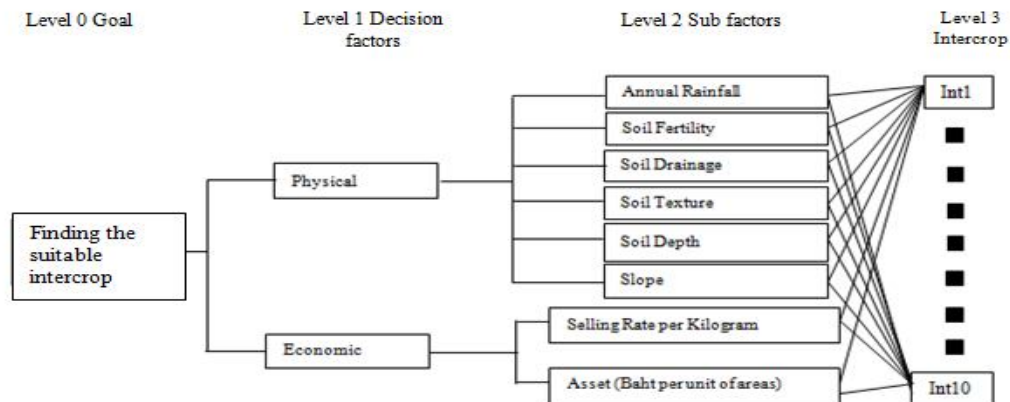 Level 0 Goal
Level 1 Decision
factors
Level 2 Sub factors
Level 3
Intercrop
Annual Rainfall
Int1
Soil Fertility
Soil Drainage
Physical
Soil Texture
Finding the
suitable
intercrop
Soil Depth
Slope
Selling Rate per Kilogram
Economic
Asset (Baht per unit of areas)
Int10